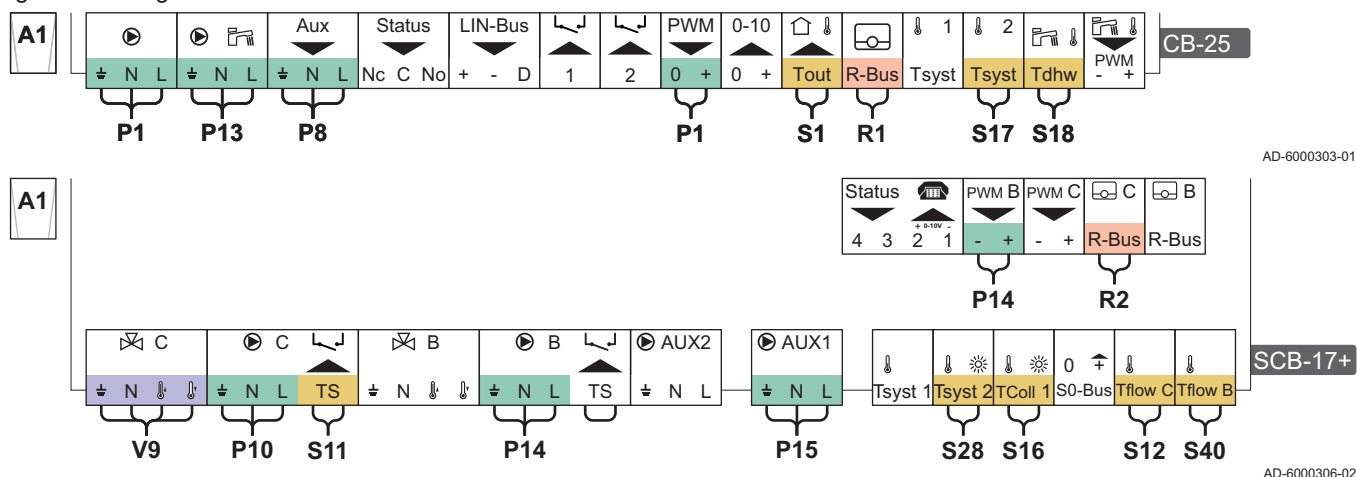 A1
Aux Status LIN-Bus PWM 0-10 1 2 CB-25
PWM
N L N L N L Nc C No + - D 1 2 0 + 0 + Tout R-Bus Tsyst Tsyst Tdhw - +
P1 P13 P8 P1 S1 R1 S17 S18
AD-6000303-01
A1
Status PWM B PWM C C B
+ 0-10V -
4 3 2 1 - + - + R-Bus R-Bus
P14 R2
C C B B AUX2 AUX1 0 + SCB-17+
N N L TS N N L TS N L N L Tsyst 1 Tsyst 2 TColl 1 S0-Bus Tflow C Tflow B
V9 P10 S11 P14 P15 S28 S16 S12 S40
AD-6000306-02